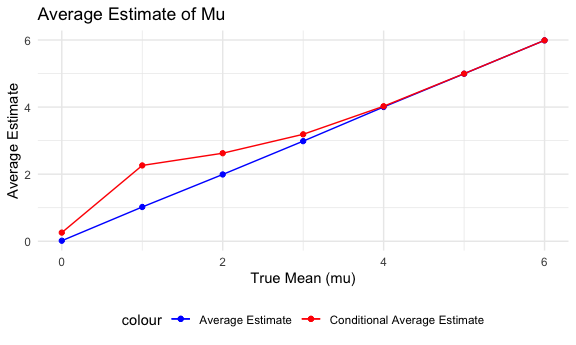 Average Estimate of Mu
Average Estimate
6
4
2
0
0 2 4 6
True Mean (mu)
colour Average Estimate Conditional Average Estimate